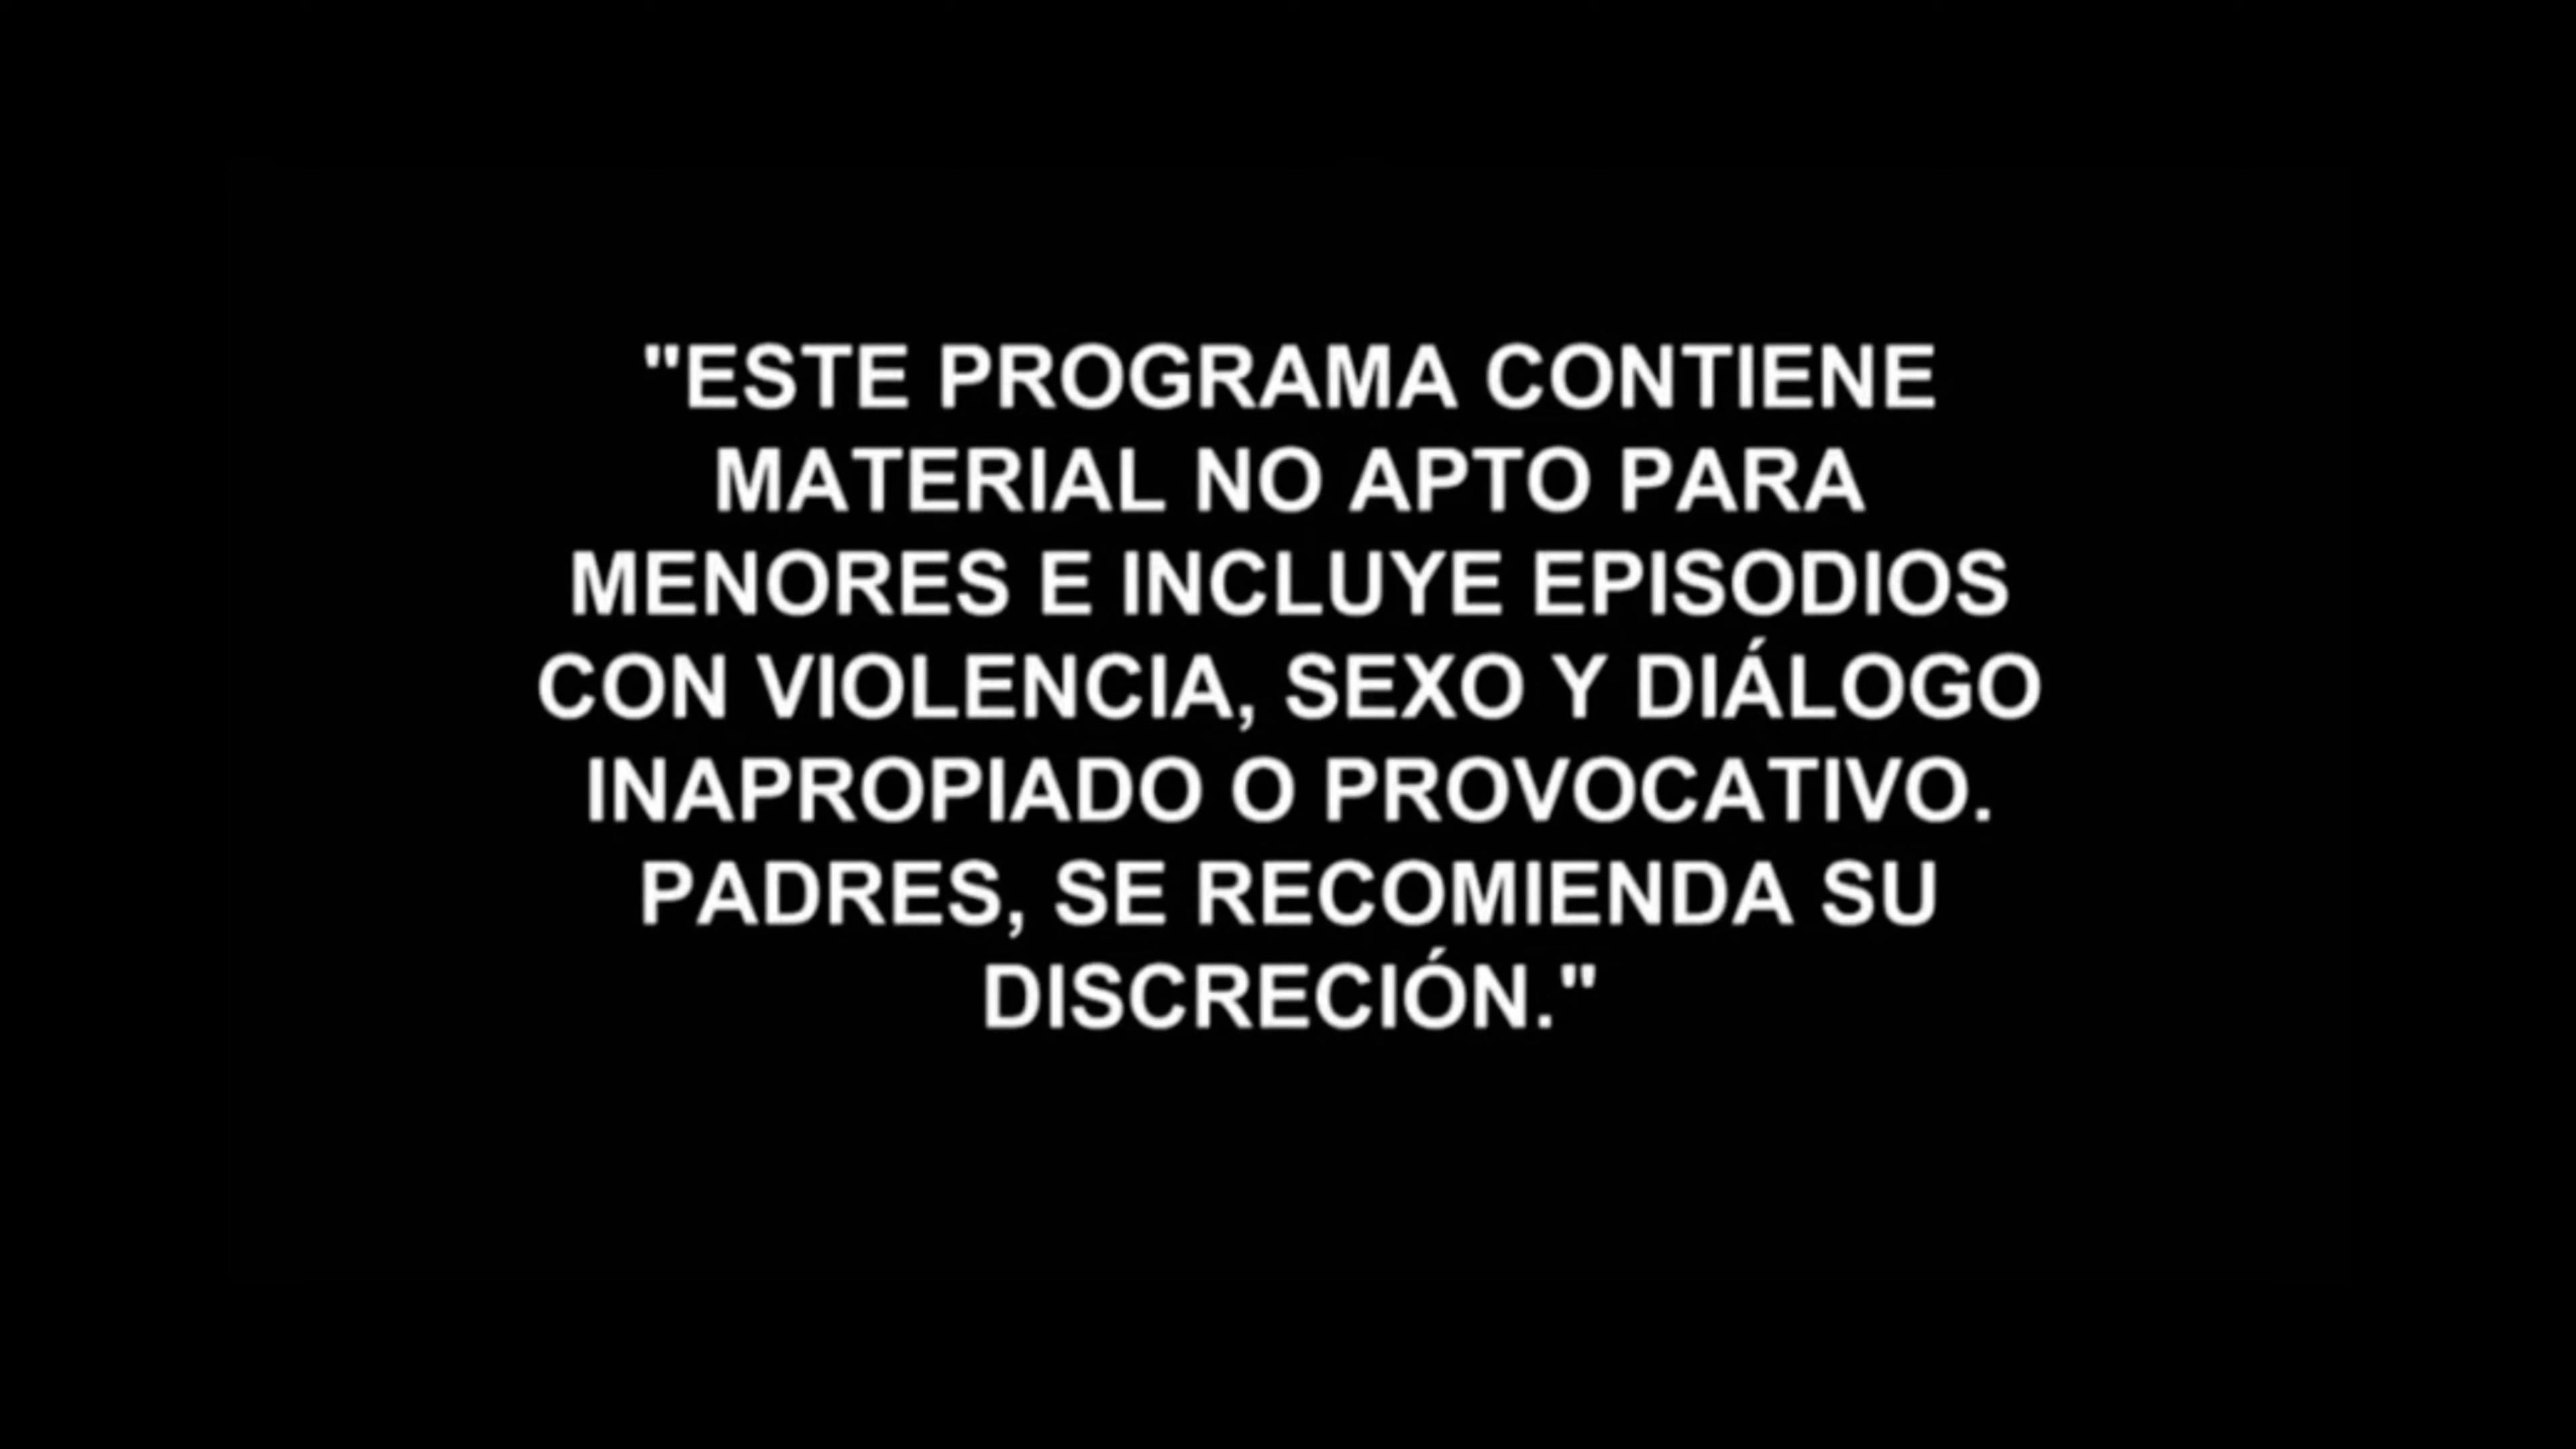 "ESTE PROGRAMA CONTIENE
MATERIAL NO APTO PARA
MENORES E INCLUYE EPISODIOS
CON VIOLENCIA, SEXO Y DIÁLOGO
INAPROPIADO O PROVOCATIVO.
PADRES, SE RECOMIENDA SU
DISCRECIÓN."